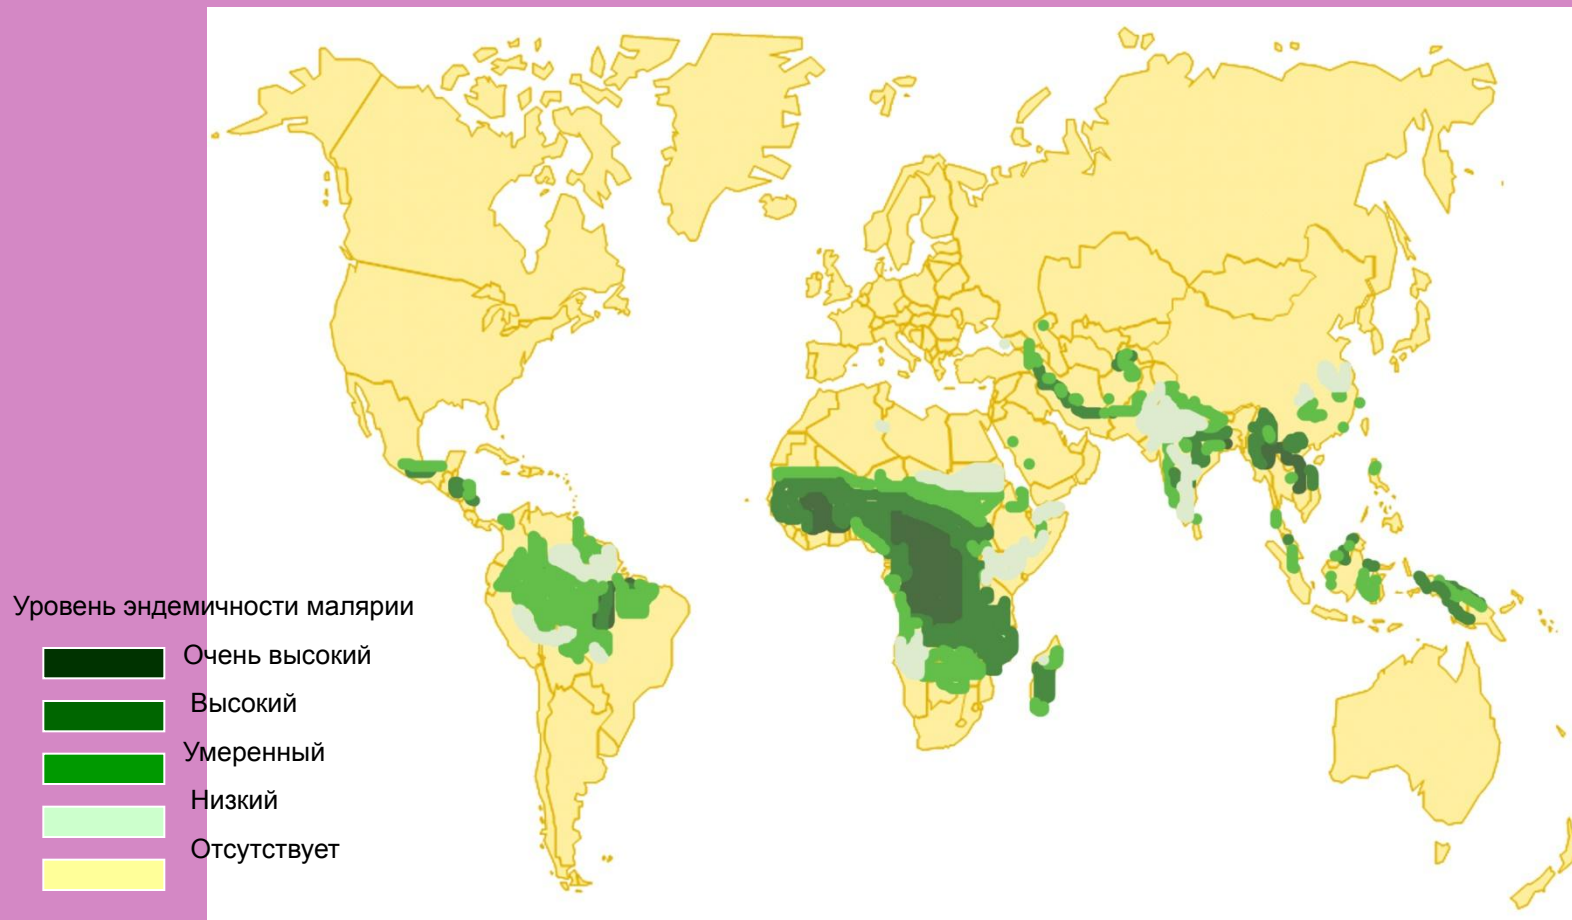 Уровень эндемичности малярии
Очень высокий
Высокий
Умеренный
Низкий
Отсутствует